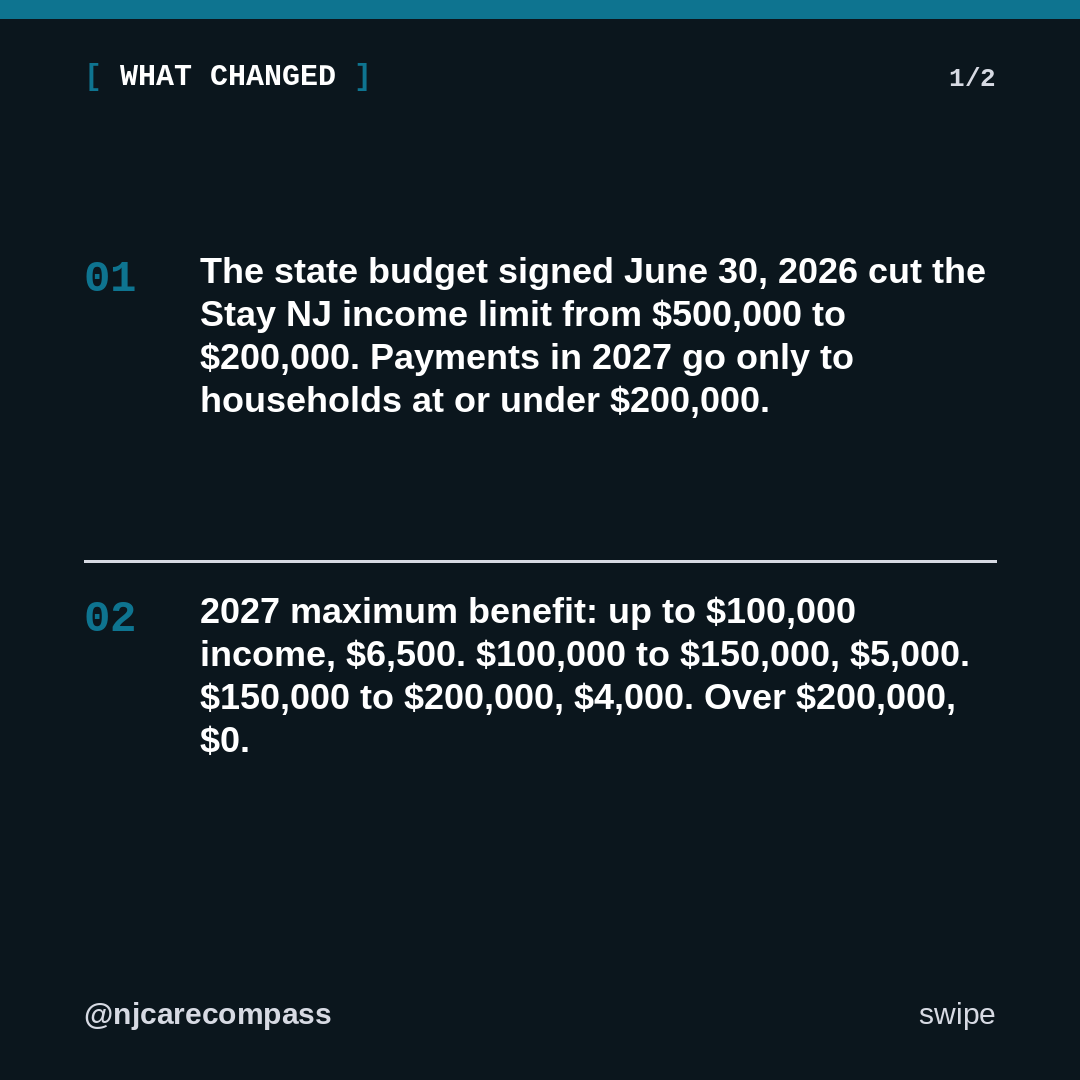 [ WHAT CHANGED ]
1/2
01
The state budget signed June 30, 2026 cut the
Stay NJ income limit from $500,000 to
$200,000. Payments in 2027 go only to
households at or under $200,000.
02
2027 maximum benefit: up to $100,000
income, $6,500. $100,000 to $150,000, $5,000.
$150,000 to $200,000, $4,000. Over $200,000,
$0.
@njcarecompass
swipe